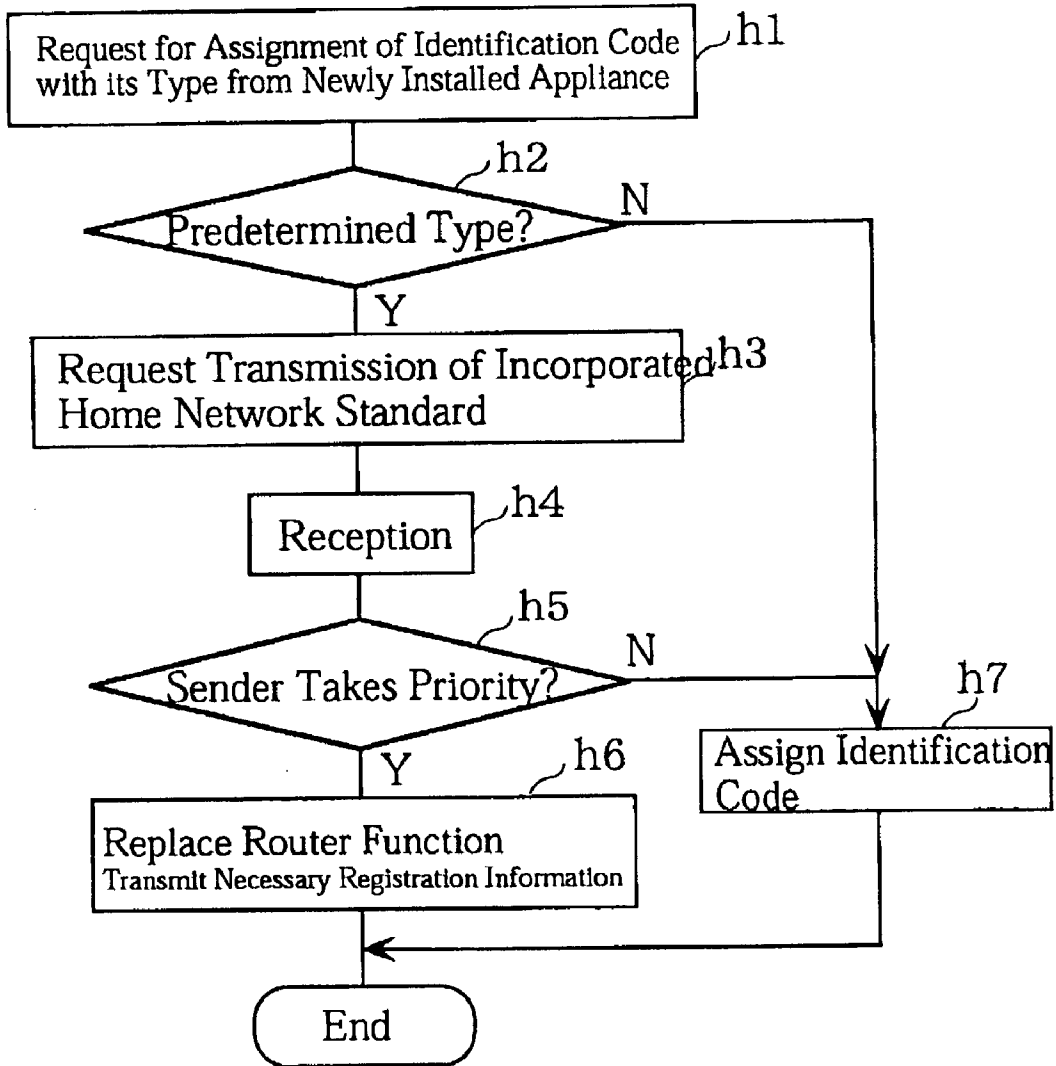 Request for Assignment of Identification Code
with its Type from Newly Installed Appliance
h1
h2
Predetermined Type?
N
Y
Request Transmission of Incorporated
Home Network Standard
h3
Reception
h4
h5
Sender Takes Priority?
N
Y
h6
Replace Router Function
Transmit Necessary Registration Information
h7
Assign Identification
Code
End